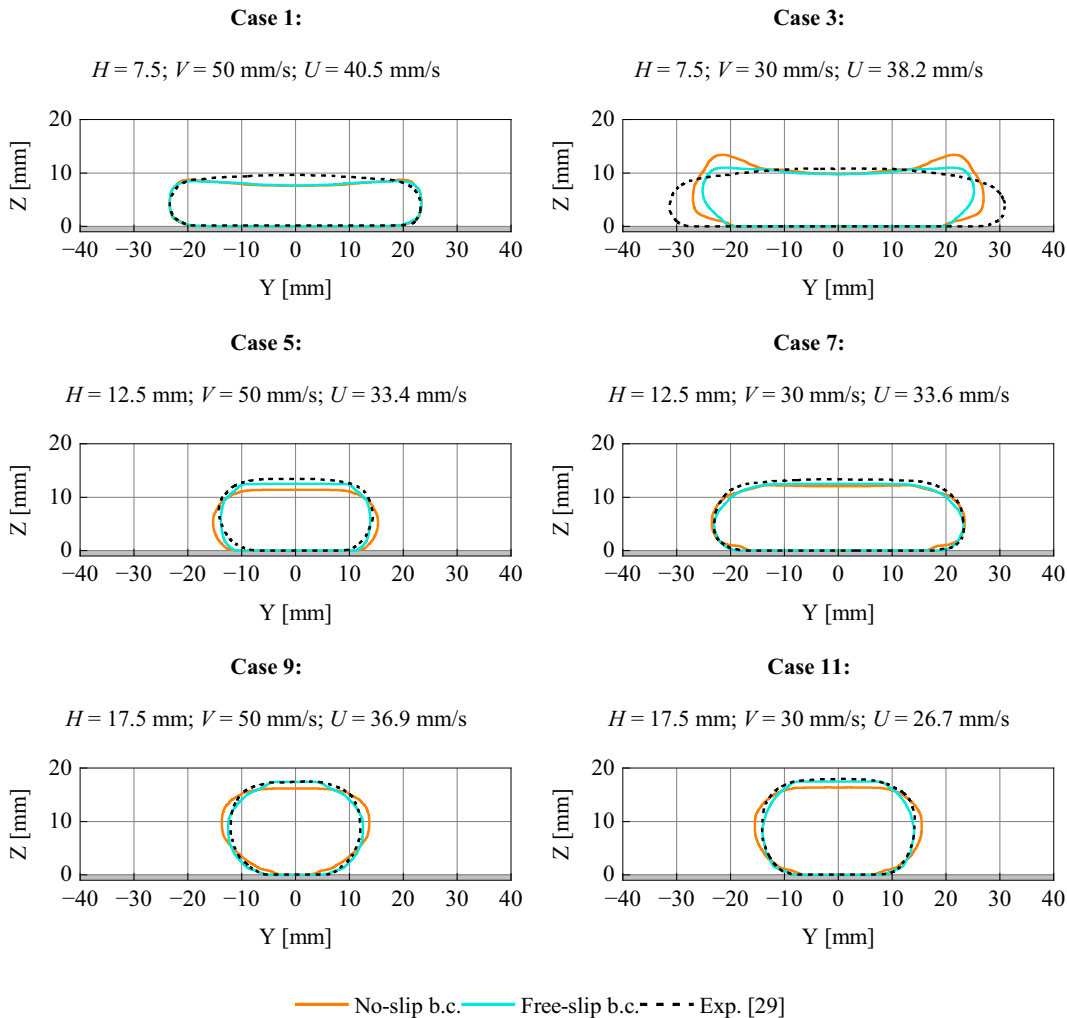 Case 1:
Case 3:
H = 7.5; V = 50 mm/s; U = 40.5 mm/s
H = 7.5; V = 30 mm/s; U = 38.2 mm/s
20
10
0
Z [mm]
−40 −30 −20 −10 0 10 20 30 40
Y [mm]
20
10
0
Z [mm]
−40 −30 −20 −10 0 10 20 30 40
Y [mm]
Case 5:
Case 7:
H = 12.5 mm; V = 50 mm/s; U = 33.4 mm/s
H = 12.5 mm; V = 30 mm/s; U = 33.6 mm/s
20
10
0
Z [mm]
−40 −30 −20 −10 0 10 20 30 40
Y [mm]
20
10
0
Z [mm]
−40 −30 −20 −10 0 10 20 30 40
Y [mm]
Case 9:
Case 11:
H = 17.5 mm; V = 50 mm/s; U = 36.9 mm/s
H = 17.5 mm; V = 30 mm/s; U = 26.7 mm/s
20
10
0
Z [mm]
−40 −30 −20 −10 0 10 20 30 40
Y [mm]
20
10
0
Z [mm]
−40 −30 −20 −10 0 10 20 30 40
Y [mm]
No-slip b.c. Free-slip b.c. Exp. [29]